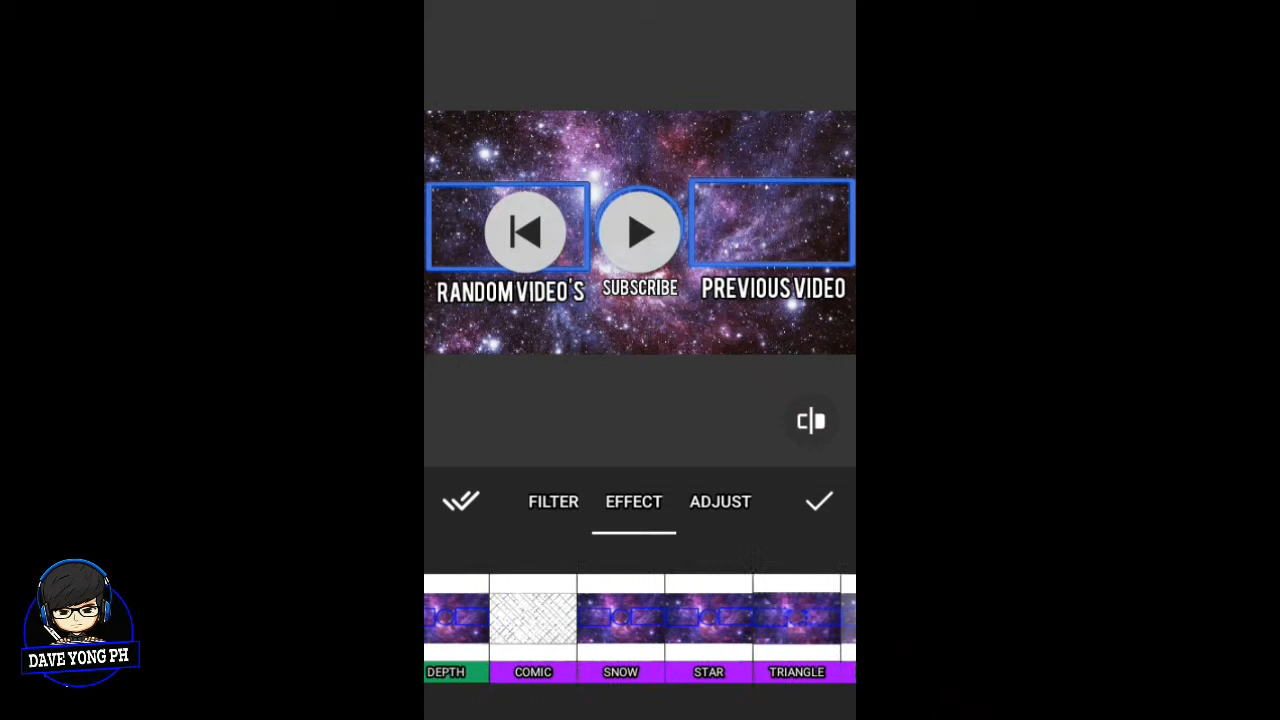 RANDOM VIDEO'S
SUBSCRIBE
PREVIOUS VIDEO
FILTER EFFECT ADJUST
DEPTH COMIC SNOW STAR TRIANGLE
DAVE YONG PH